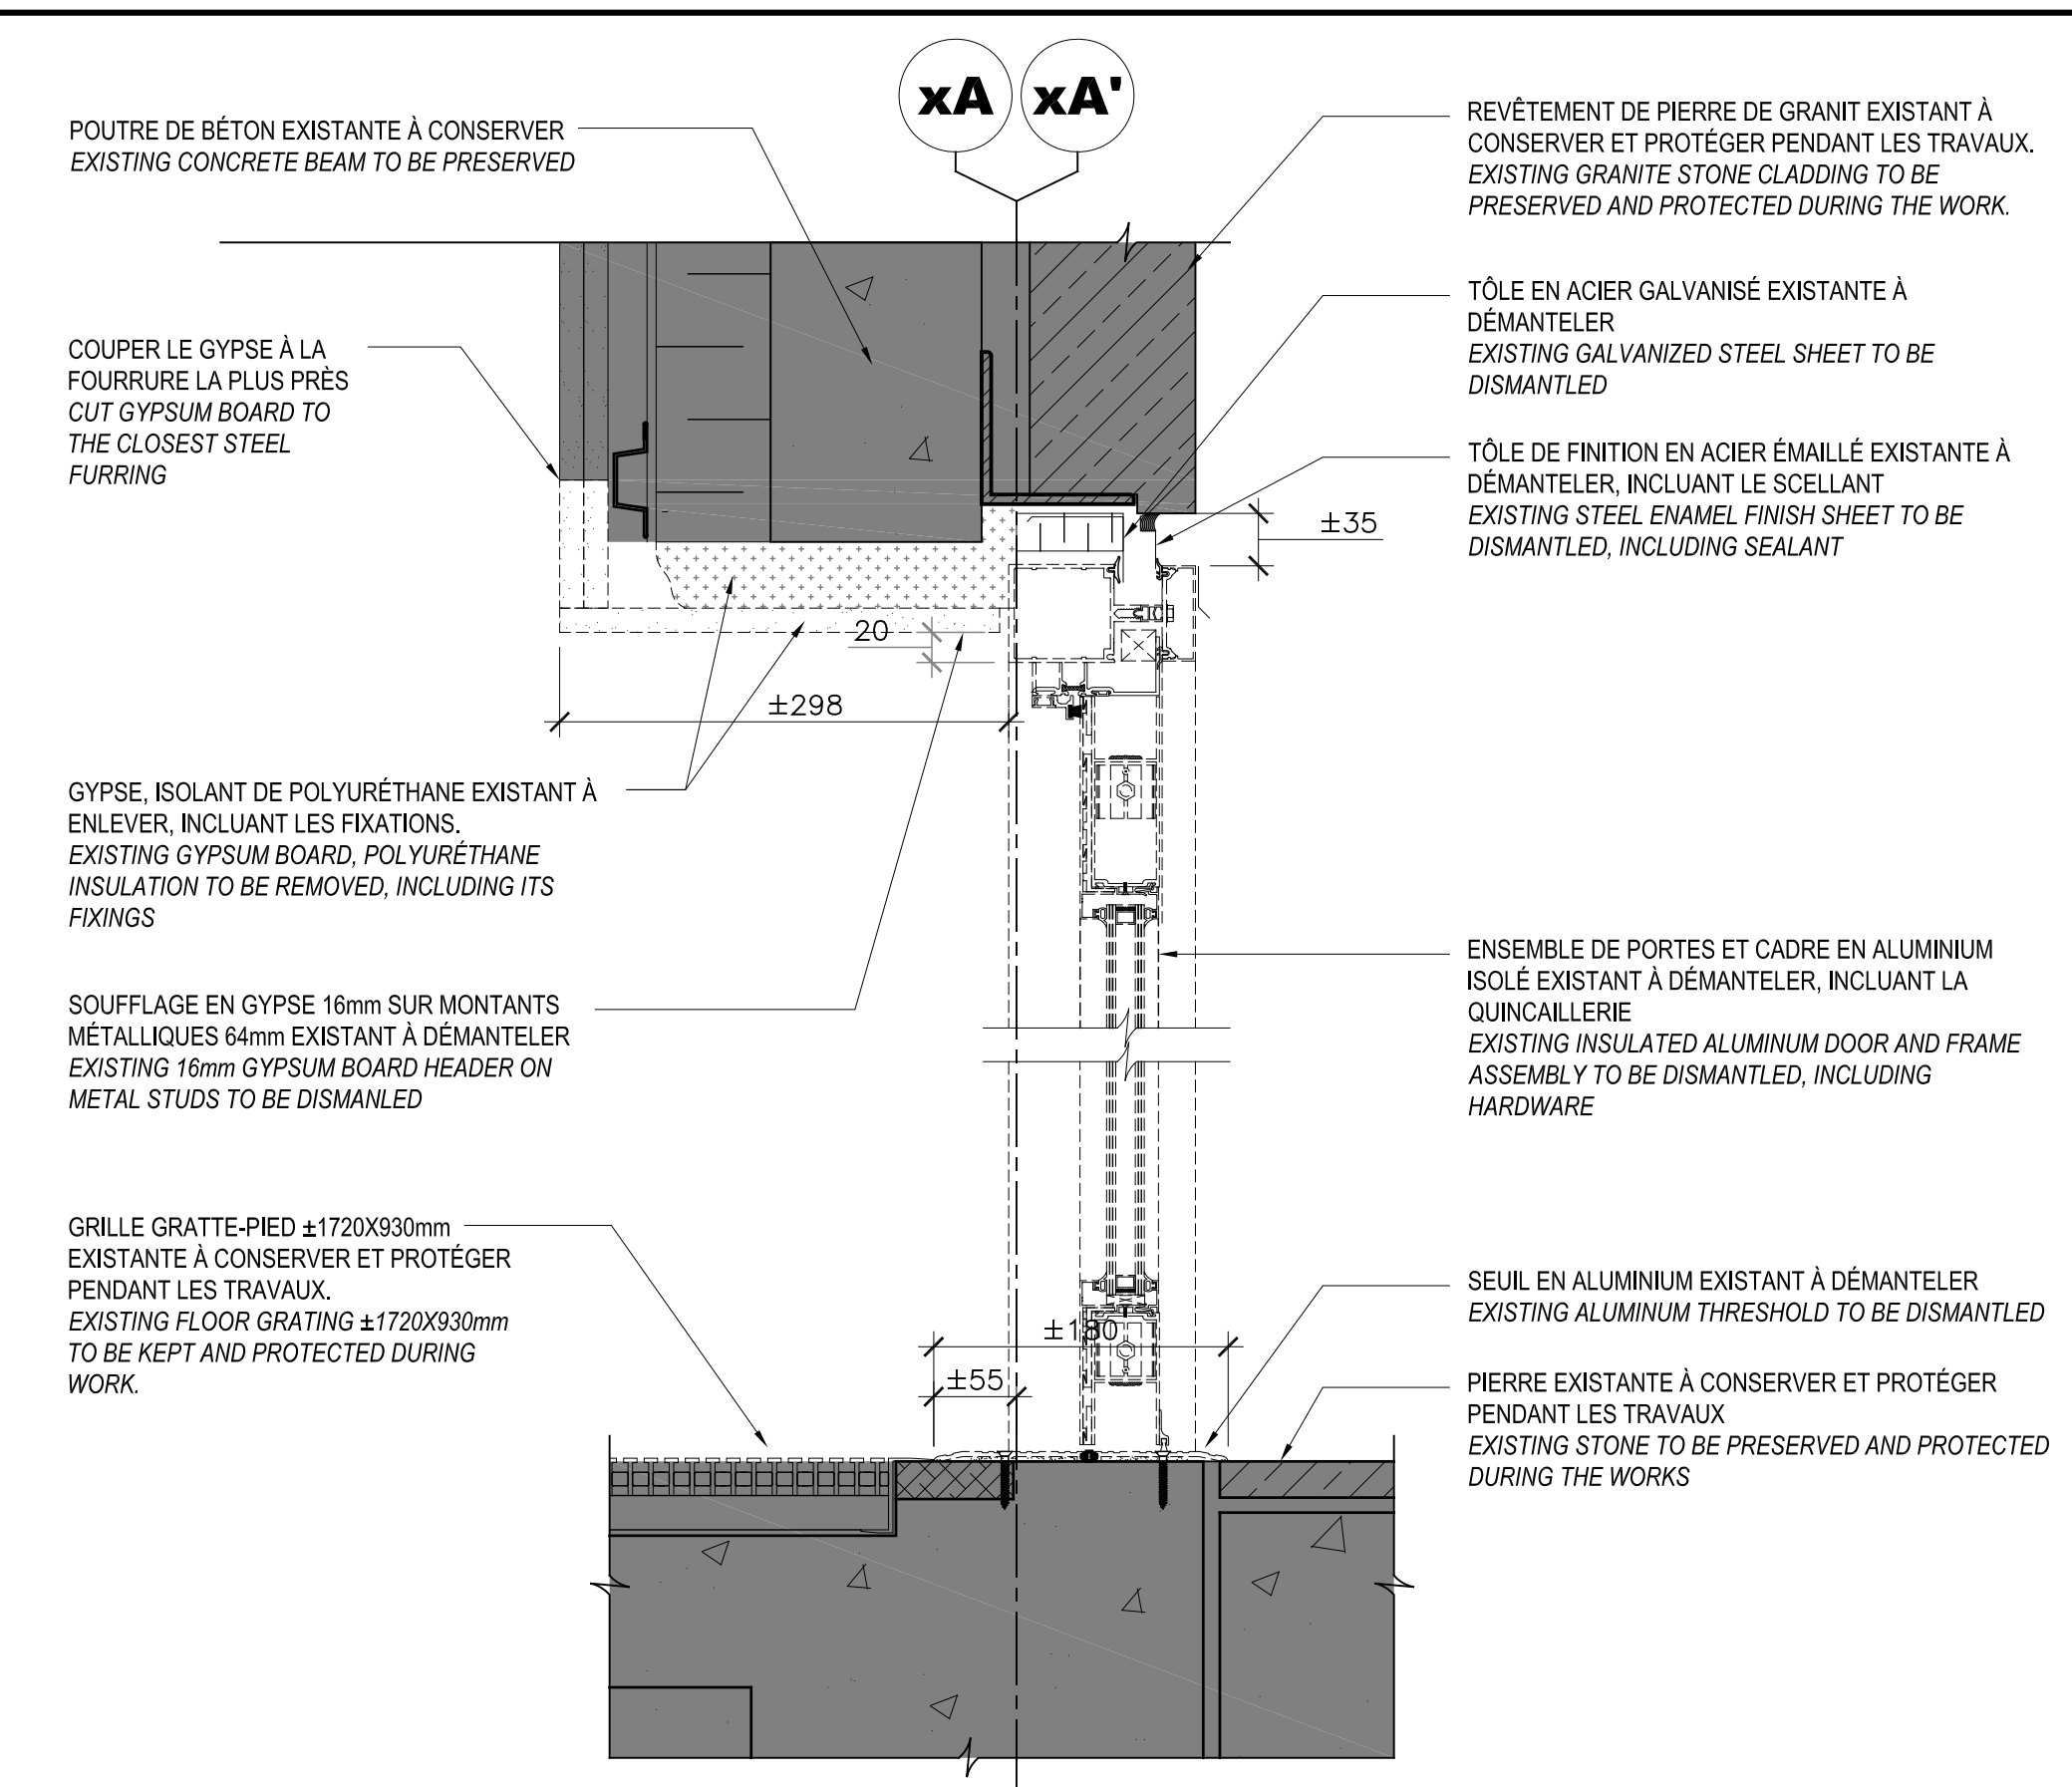 xA
xA'
POUTRE DE BÉTON EXISTANTE À CONSERVER
EXISTING CONCRETE BEAM TO BE PRESERVED
COUPER LE GYPSE À LA
FOURRURE LA PLUS PRÈS
CUT GYPSUM BOARD TO
THE CLOSEST STEEL
FURRING
GYPSE, ISOLANT DE POLYURÉTHANE EXISTANT À
ENLEVER, INCLUANT LES FIXATIONS.
EXISTING GYPSUM BOARD, POLYURÉTHANE
INSULATION TO BE REMOVED, INCLUDING ITS
FIXINGS
SOUFFLAGE EN GYPSE 16mm SUR MONTANTS
MÉTALLIQUES 64mm EXISTANT À DÉMANTELER
EXISTING 16mm GYPSUM BOARD HEADER ON
METAL STUDS TO BE DISMANLED
GRILLE GRATTE-PIED ±1720X930mm
EXISTANTE À CONSERVER ET PROTÉGER
PENDANT LES TRAVAUX.
EXISTING FLOOR GRATING ±1720X930mm
TO BE KEPT AND PROTECTED DURING
WORK.
±35
20
±298
±180
±55
REVÊTEMENT DE PIERRE DE GRANIT EXISTANT À
CONSERVER ET PROTÉGER PENDANT LES TRAVAUX.
EXISTING GRANITE STONE CLADDING TO BE
PRESERVED AND PROTECTED DURING THE WORK.
TÔLE EN ACIER GALVANISÉ EXISTANTE À
DÉMANTELER
EXISTING GALVANIZED STEEL SHEET TO BE
DISMANTLED
TÔLE DE FINITION EN ACIER ÉMAILLÉ EXISTANTE À
DÉMANTELER, INCLUANT LE SCELLANT
EXISTING STEEL ENAMEL FINISH SHEET TO BE
DISMANTLED, INCLUDING SEALANT
ENSEMBLE DE PORTES ET CADRE EN ALUMINIUM
ISOLÉ EXISTANT À DÉMANTELER, INCLUANT LA
QUINCAILLERIE
EXISTING INSULATED ALUMINUM DOOR AND FRAME
ASSEMBLY TO BE DISMANTLED, INCLUDING
HARDWARE
SEUIL EN ALUMINIUM EXISTANT À DÉMANTELER
EXISTING ALUMINUM THRESHOLD TO BE DISMANTLED
PIERRE EXISTANTE À CONSERVER ET PROTÉGER
PENDANT LES TRAVAUX
EXISTING STONE TO BE PRESERVED AND PROTECTED
DURING THE WORKS